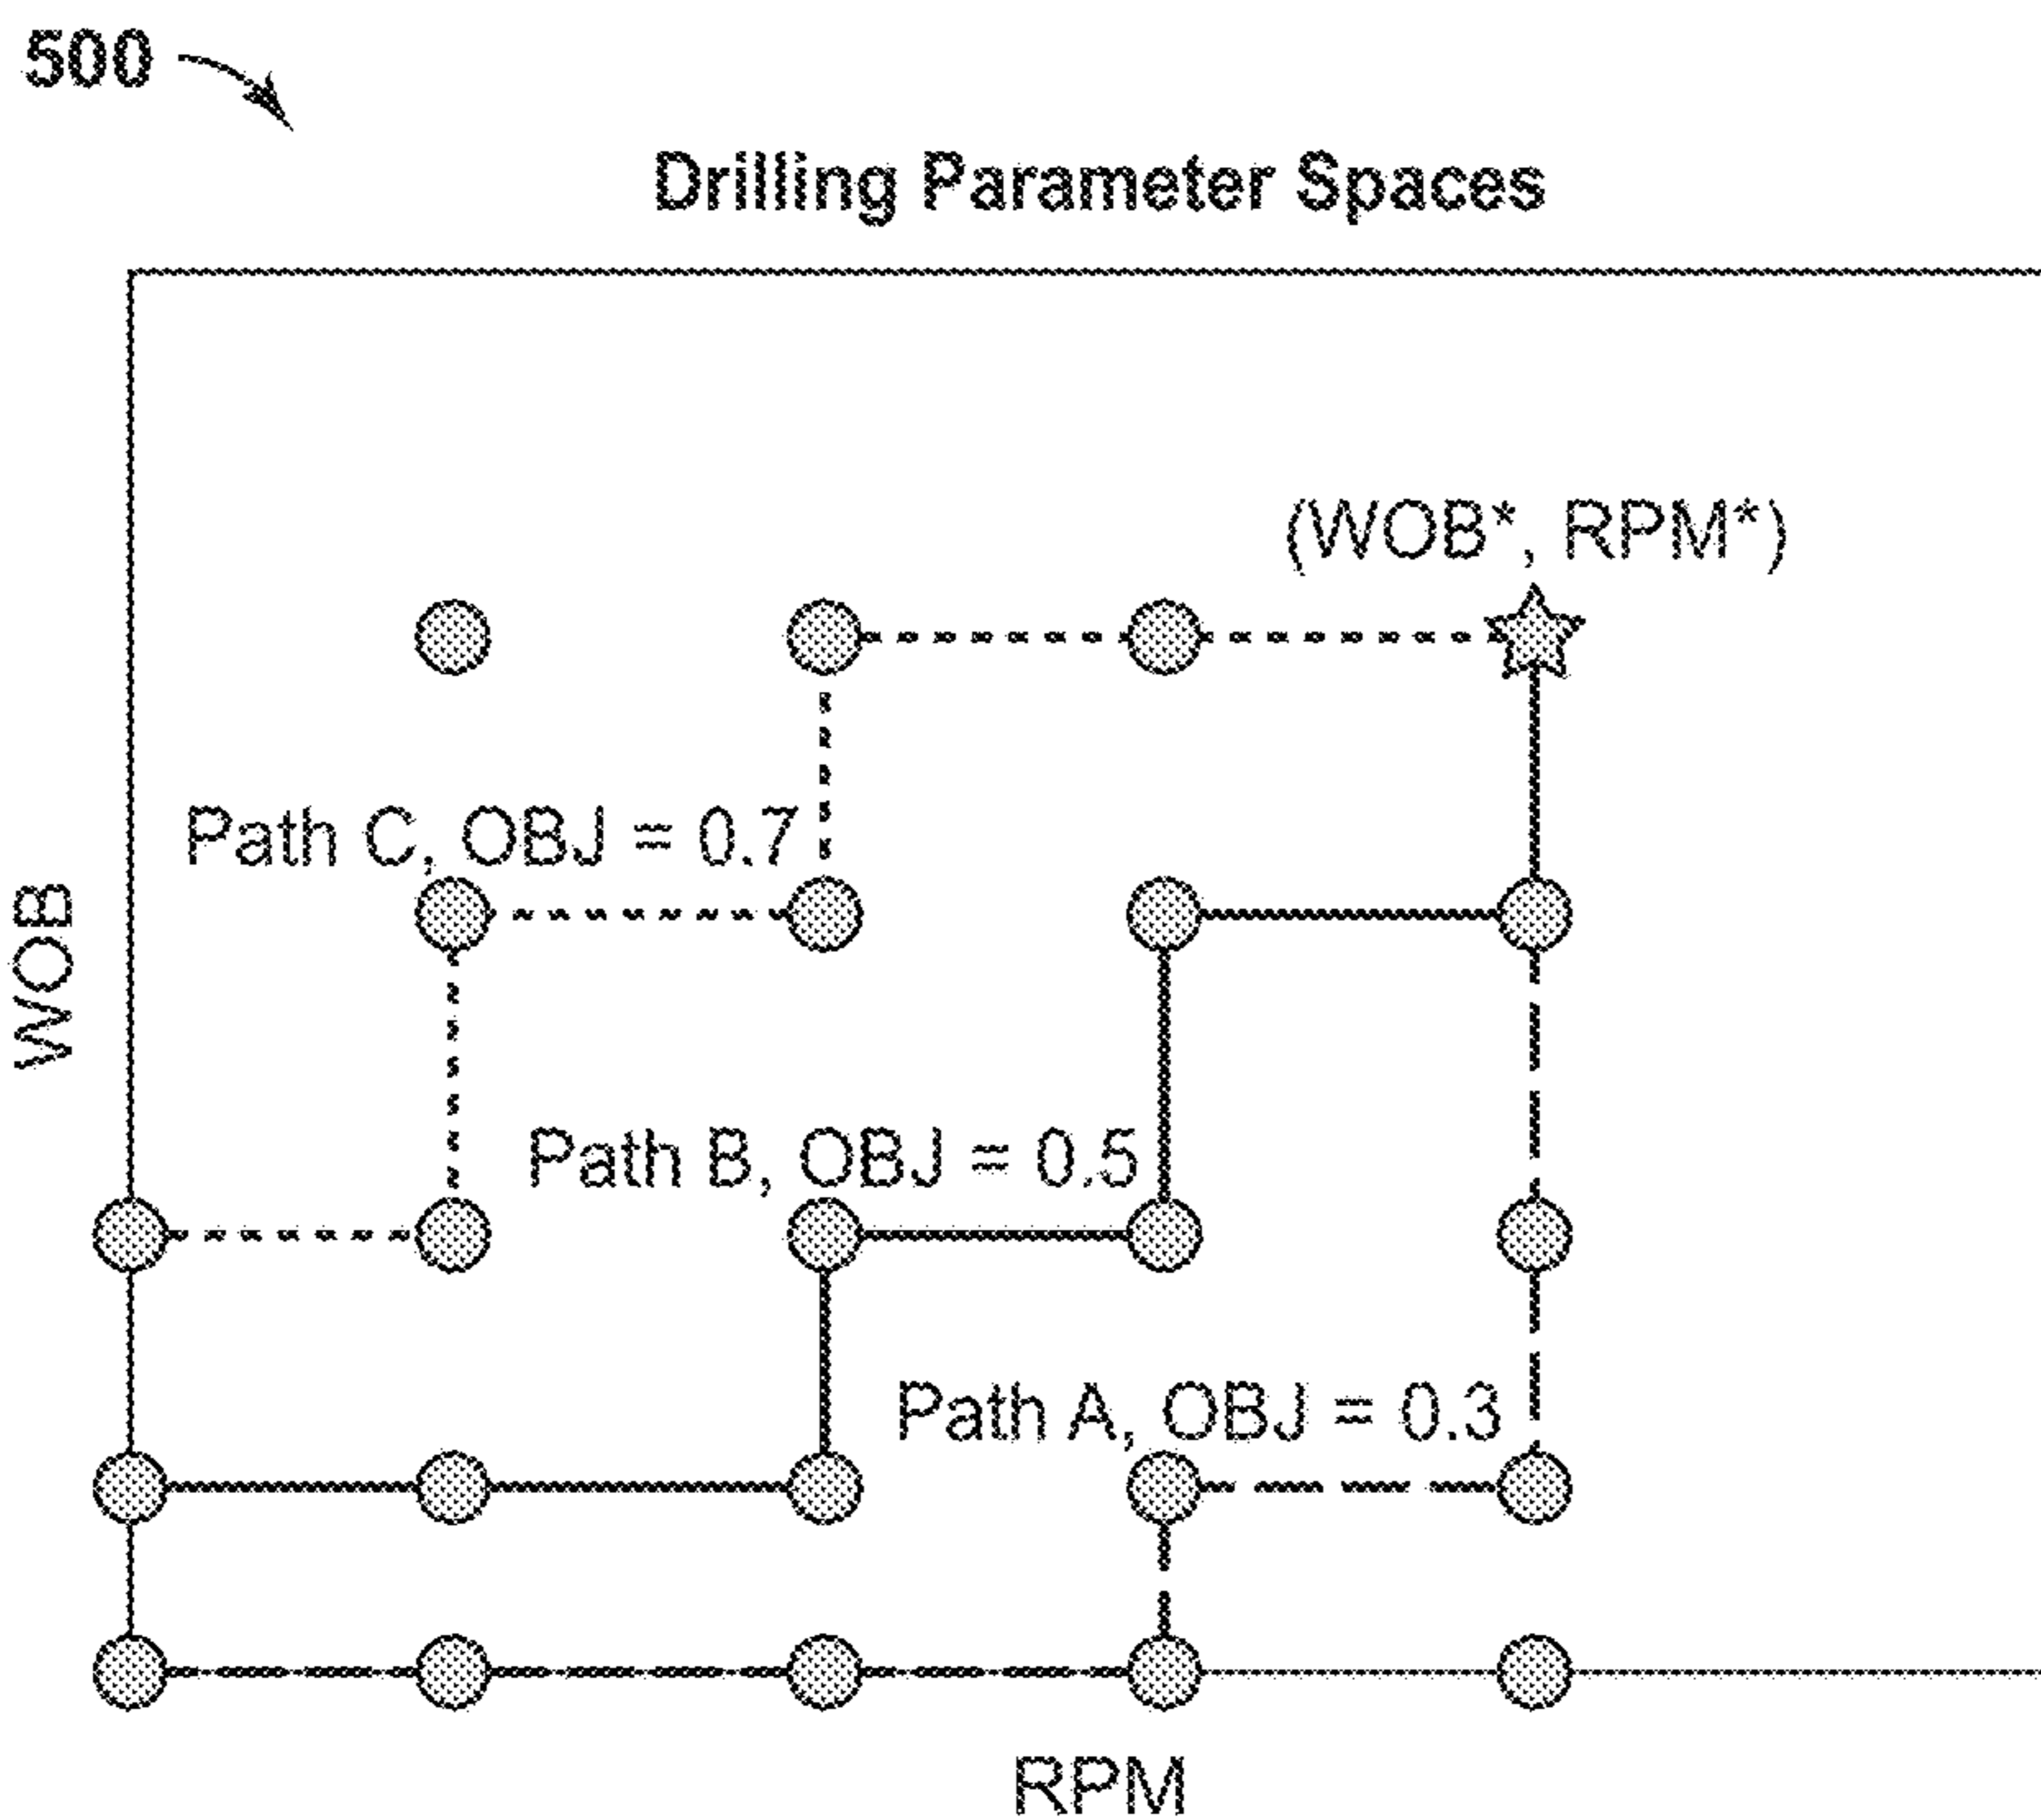 500
Drilling Parameter Spaces
(WOB*, RPM*)
Path C, OBJ = 0.7
WOB
Path B, OBJ = 0.5
Path A, OBJ = 0.3
RPM